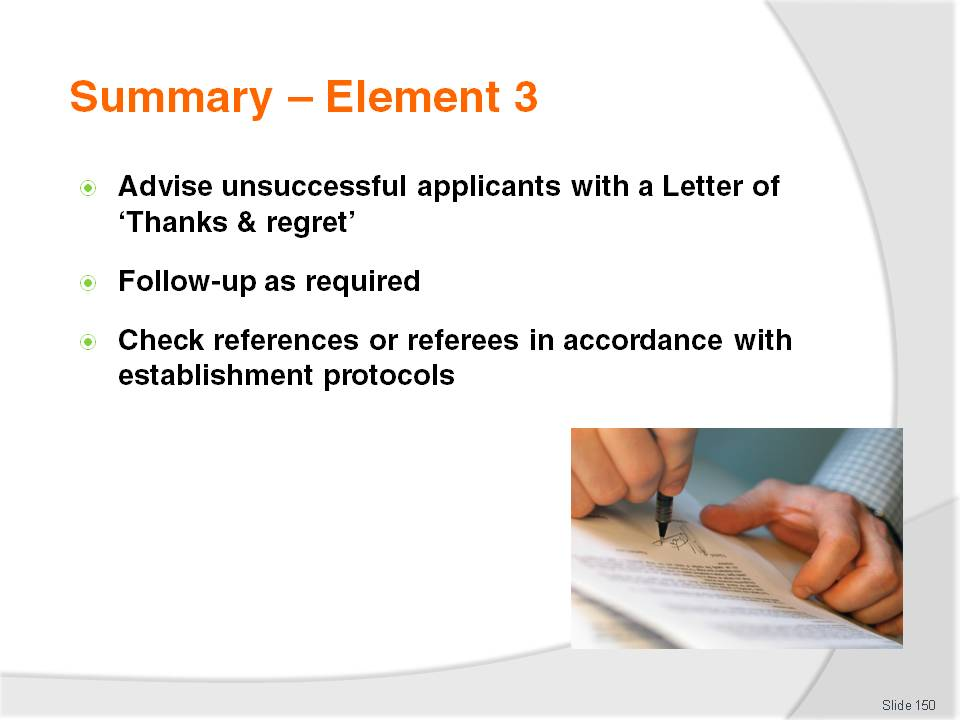 Summary – Element 3
Advise unsuccessful applicants with a Letter of
‘Thanks & regret’
Follow-up as required
Check references or referees in accordance with
establishment protocols
Slide 150